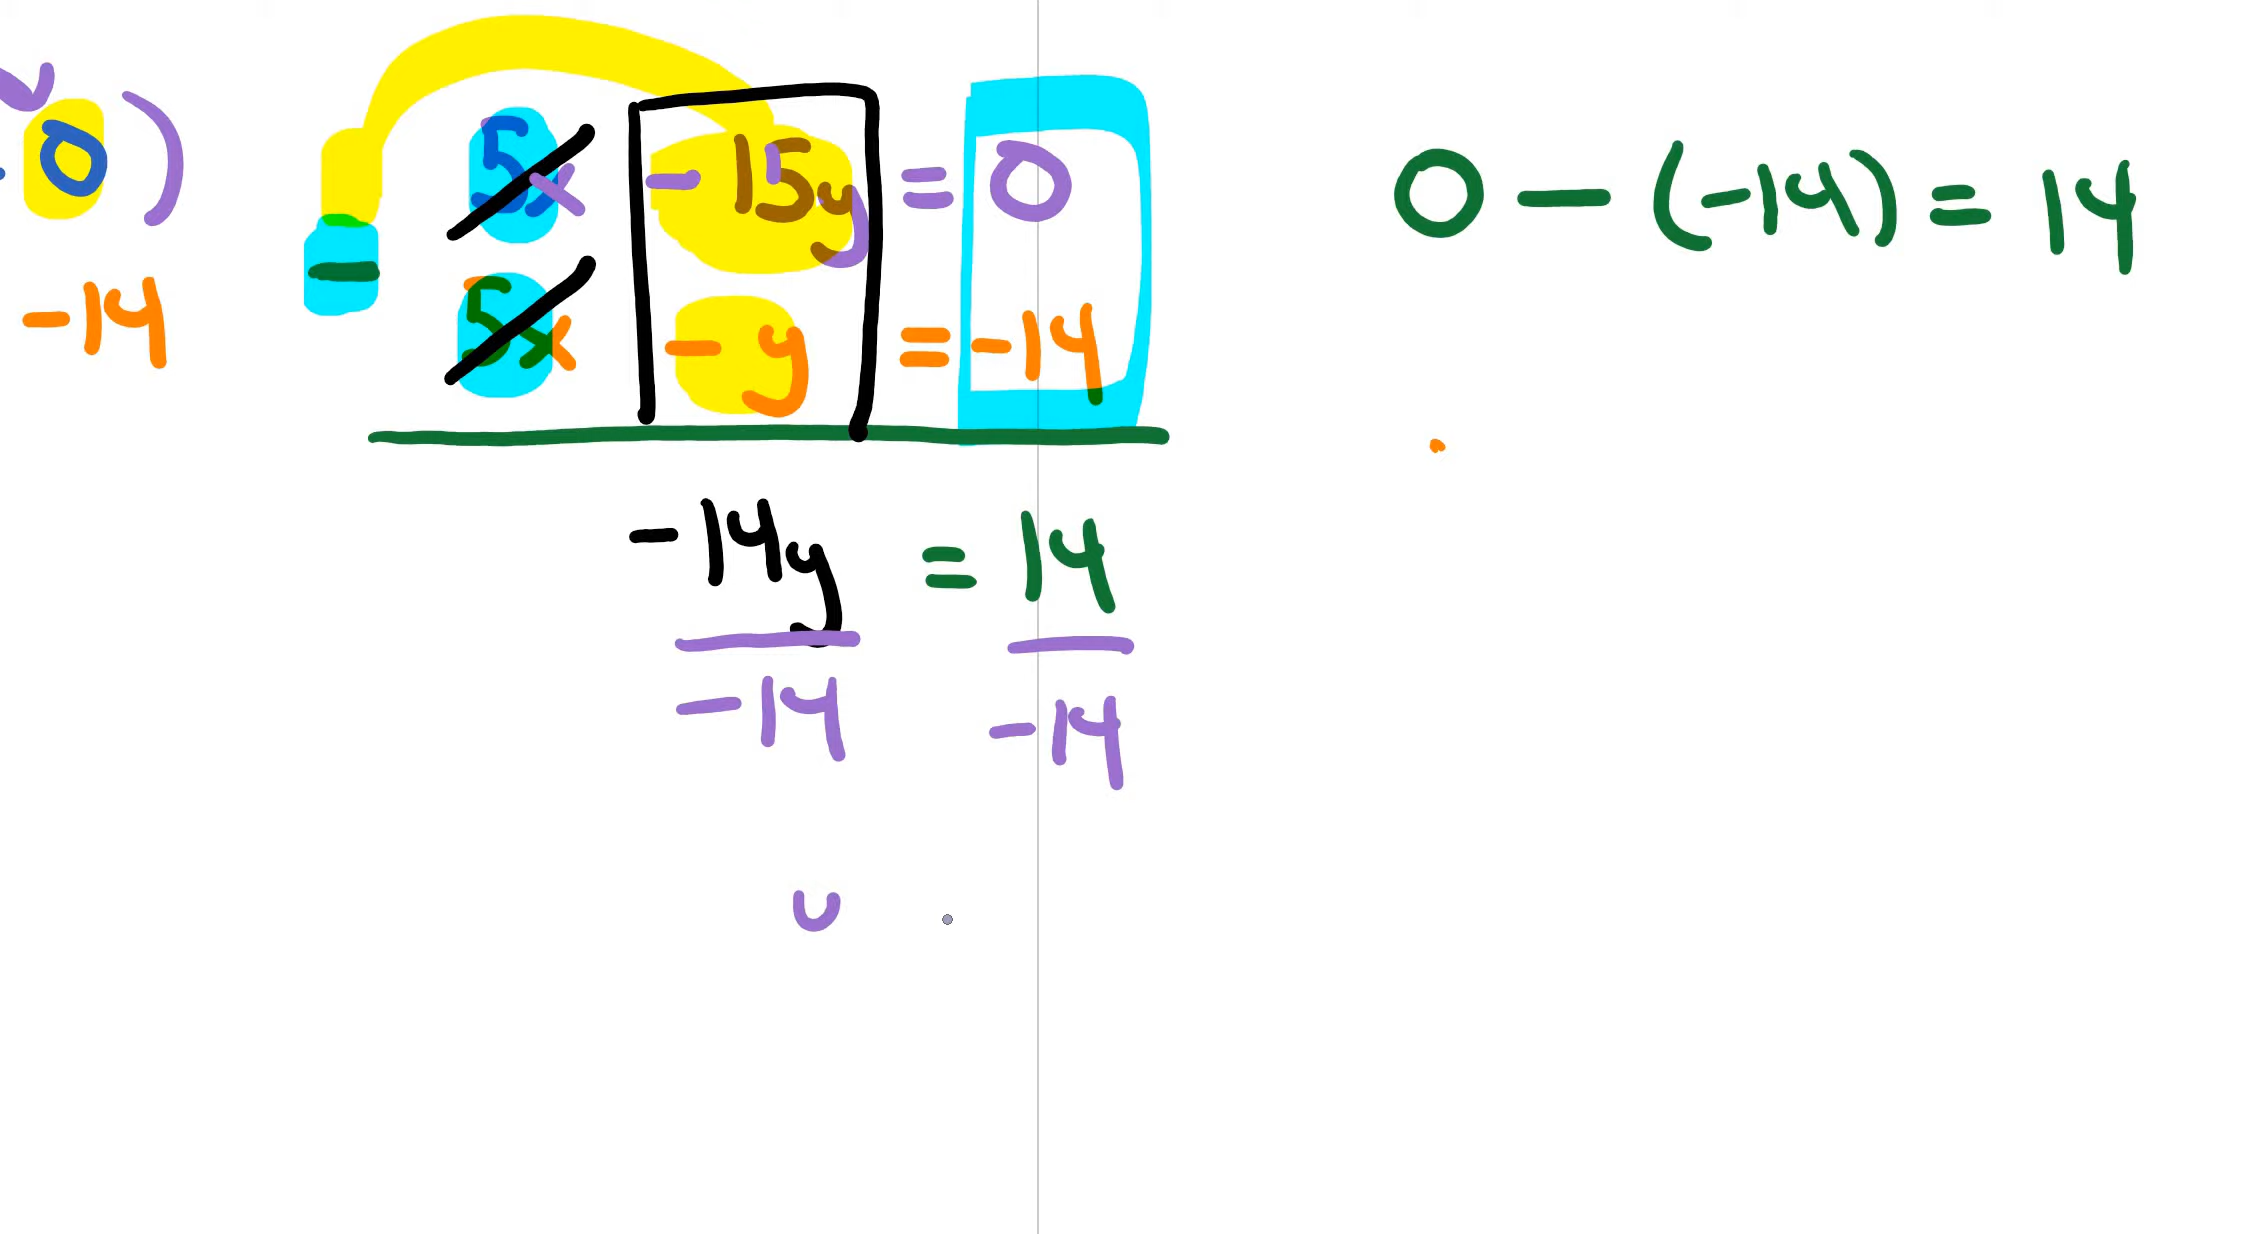 0)
5x - 15y = 0
0 - (-14) = 14
-
-14
5x - y = -14
-14y = 14
-14 -14